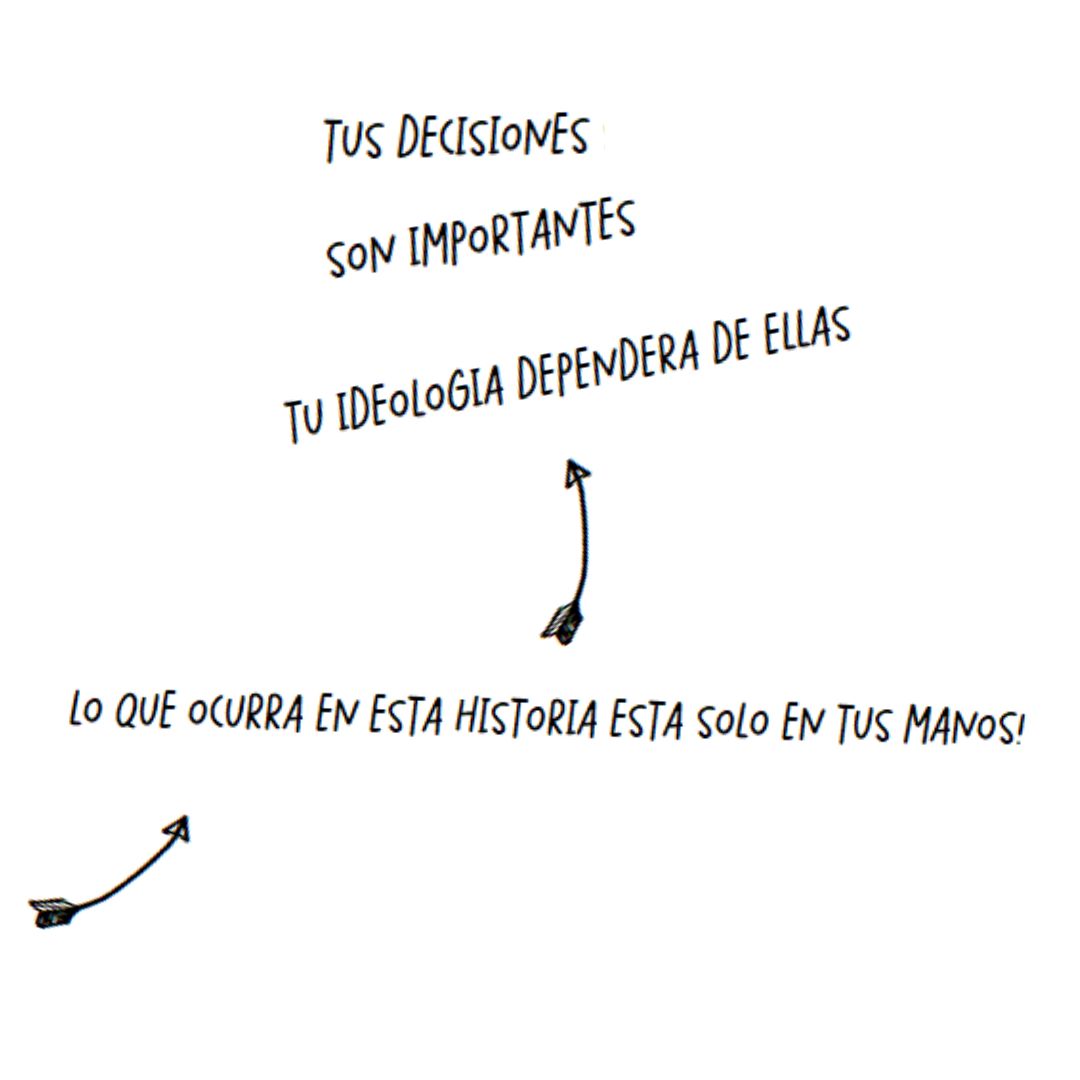 TUS DECISIONES
SON IMPORTANTES
TU IDEOLOGIA DEPENDERA DE ELLAS
LO QUE OCURRA EN ESTA HISTORIA ESTA SOLO EN TUS MANOS!